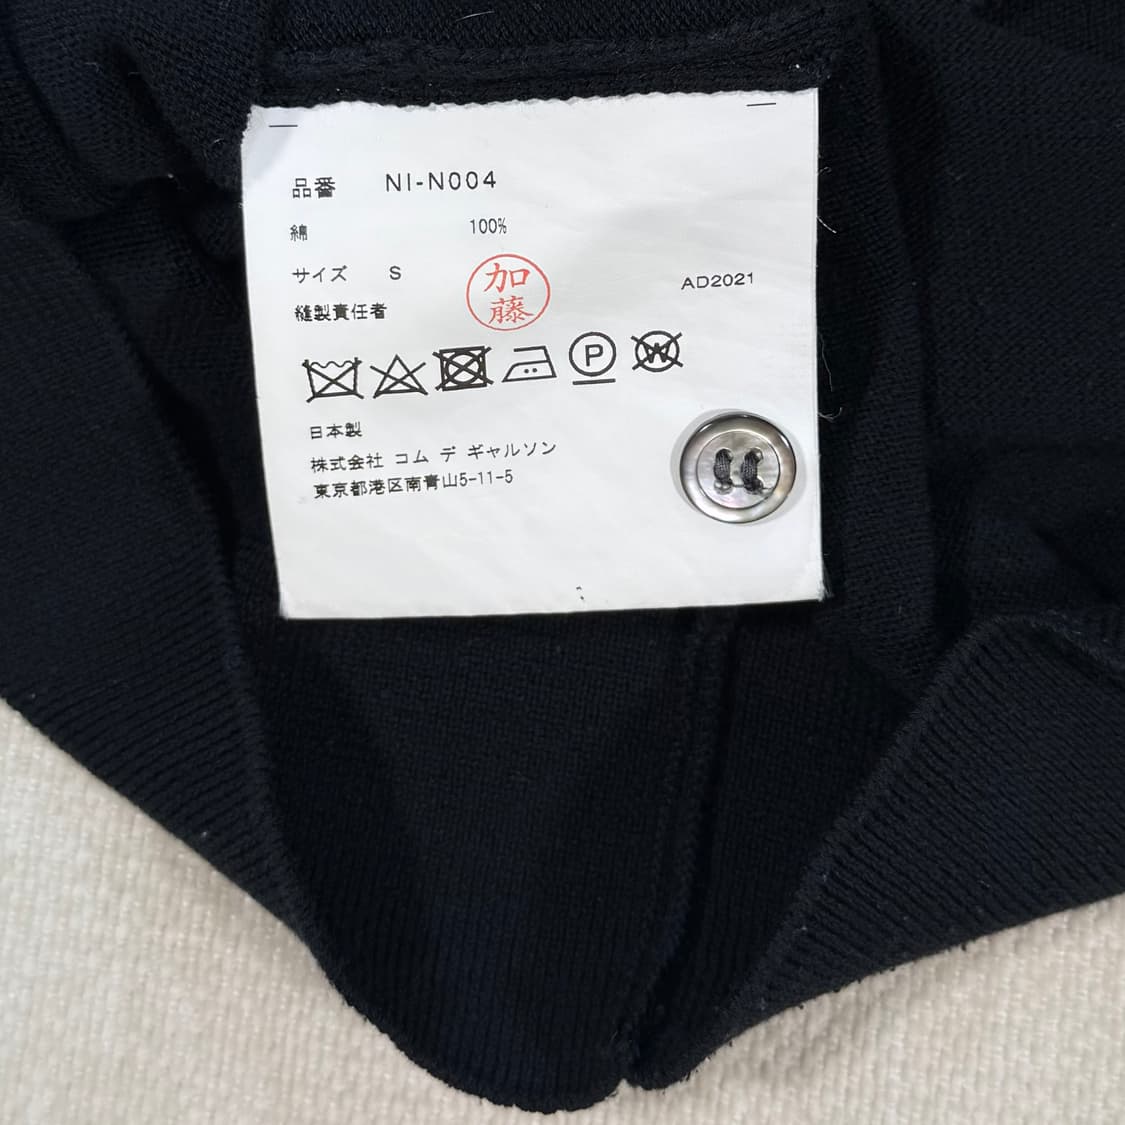 品番 NI-N004
綿 100%
サイズ S
AD2021
縫製責任者 加藤
P
W
日本製
株式会社 コム デ ギャルソン
東京都港区南青山5-11-5